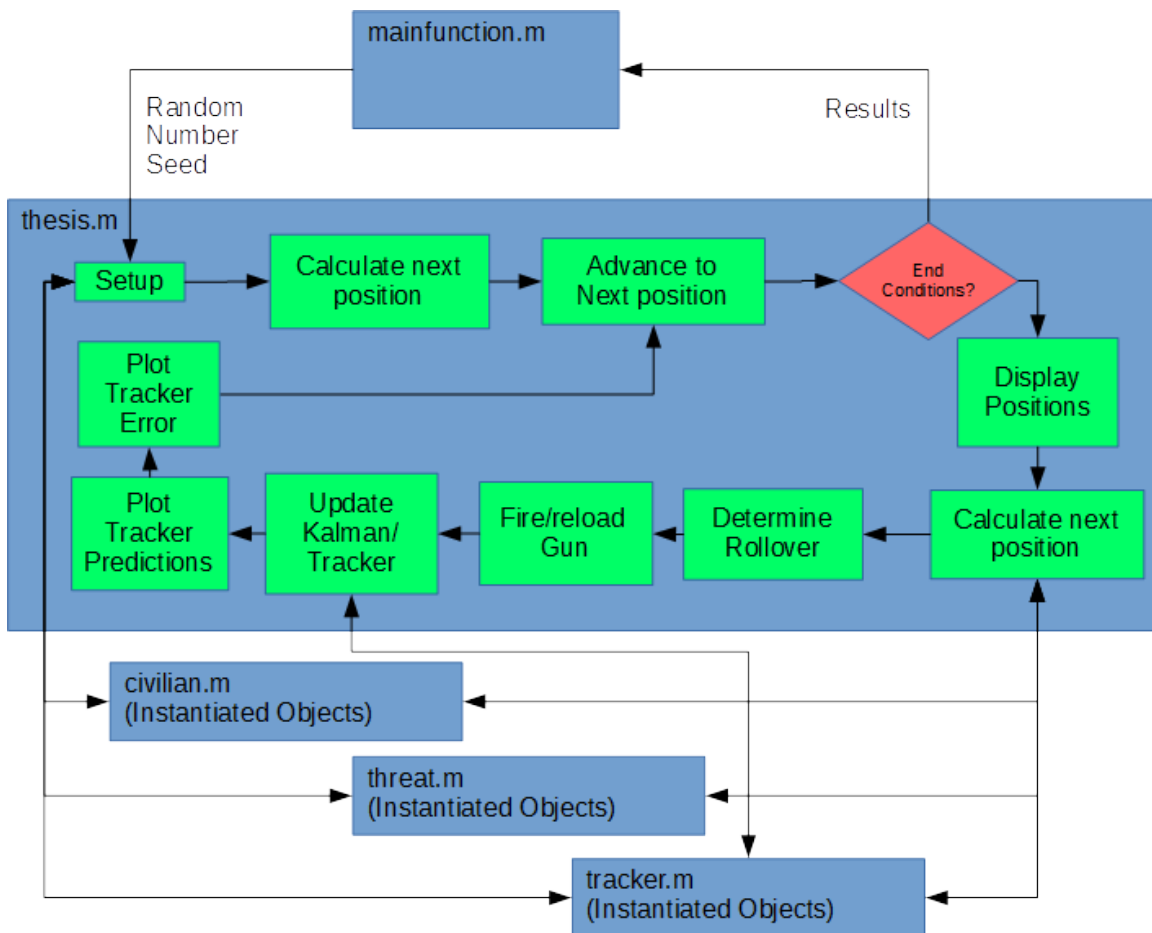 mainfunction.m
Random
Number
Seed
Results
thesis.m
Setup
Calculate next
position
Advance to
Next position
End
Conditions?
Plot
Tracker
Error
Display
Positions
Plot
Tracker
Predictions
Update
Kalman/
Tracker
Fire/reload
Gun
Determine
Rollover
Calculate next
position
civilian.m
(Instantiated Objects)
threat.m
(Instantiated Objects)
tracker.m
(Instantiated Objects)